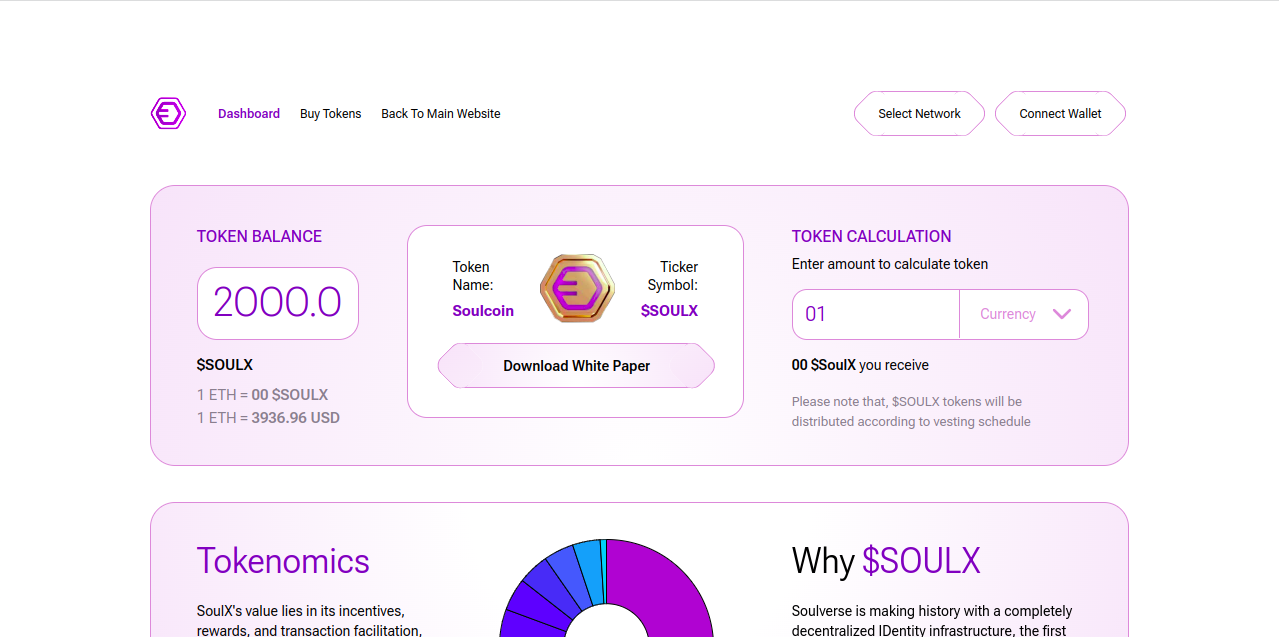 Dashboard Buy Tokens Back To Main Website Select Network Connect Wallet
TOKEN BALANCE
2000.0
$SOULX
1 ETH = 00 $SOULX
1 ETH = 3936.96 USD
Token
Name:
Soulcoin
Ticker
Symbol:
$SOULX
Download White Paper
TOKEN CALCULATION
Enter amount to calculate token
01 Currency
00 $SoulX you receive
Please note that, $SOULX tokens will be
distributed according to vesting schedule
Tokenomics
SoulX's value lies in its incentives,
rewards, and transaction facilitation,
Why $SOULX
Soulverse is making history with a completely
decentralized IDentity infrastructure, the first